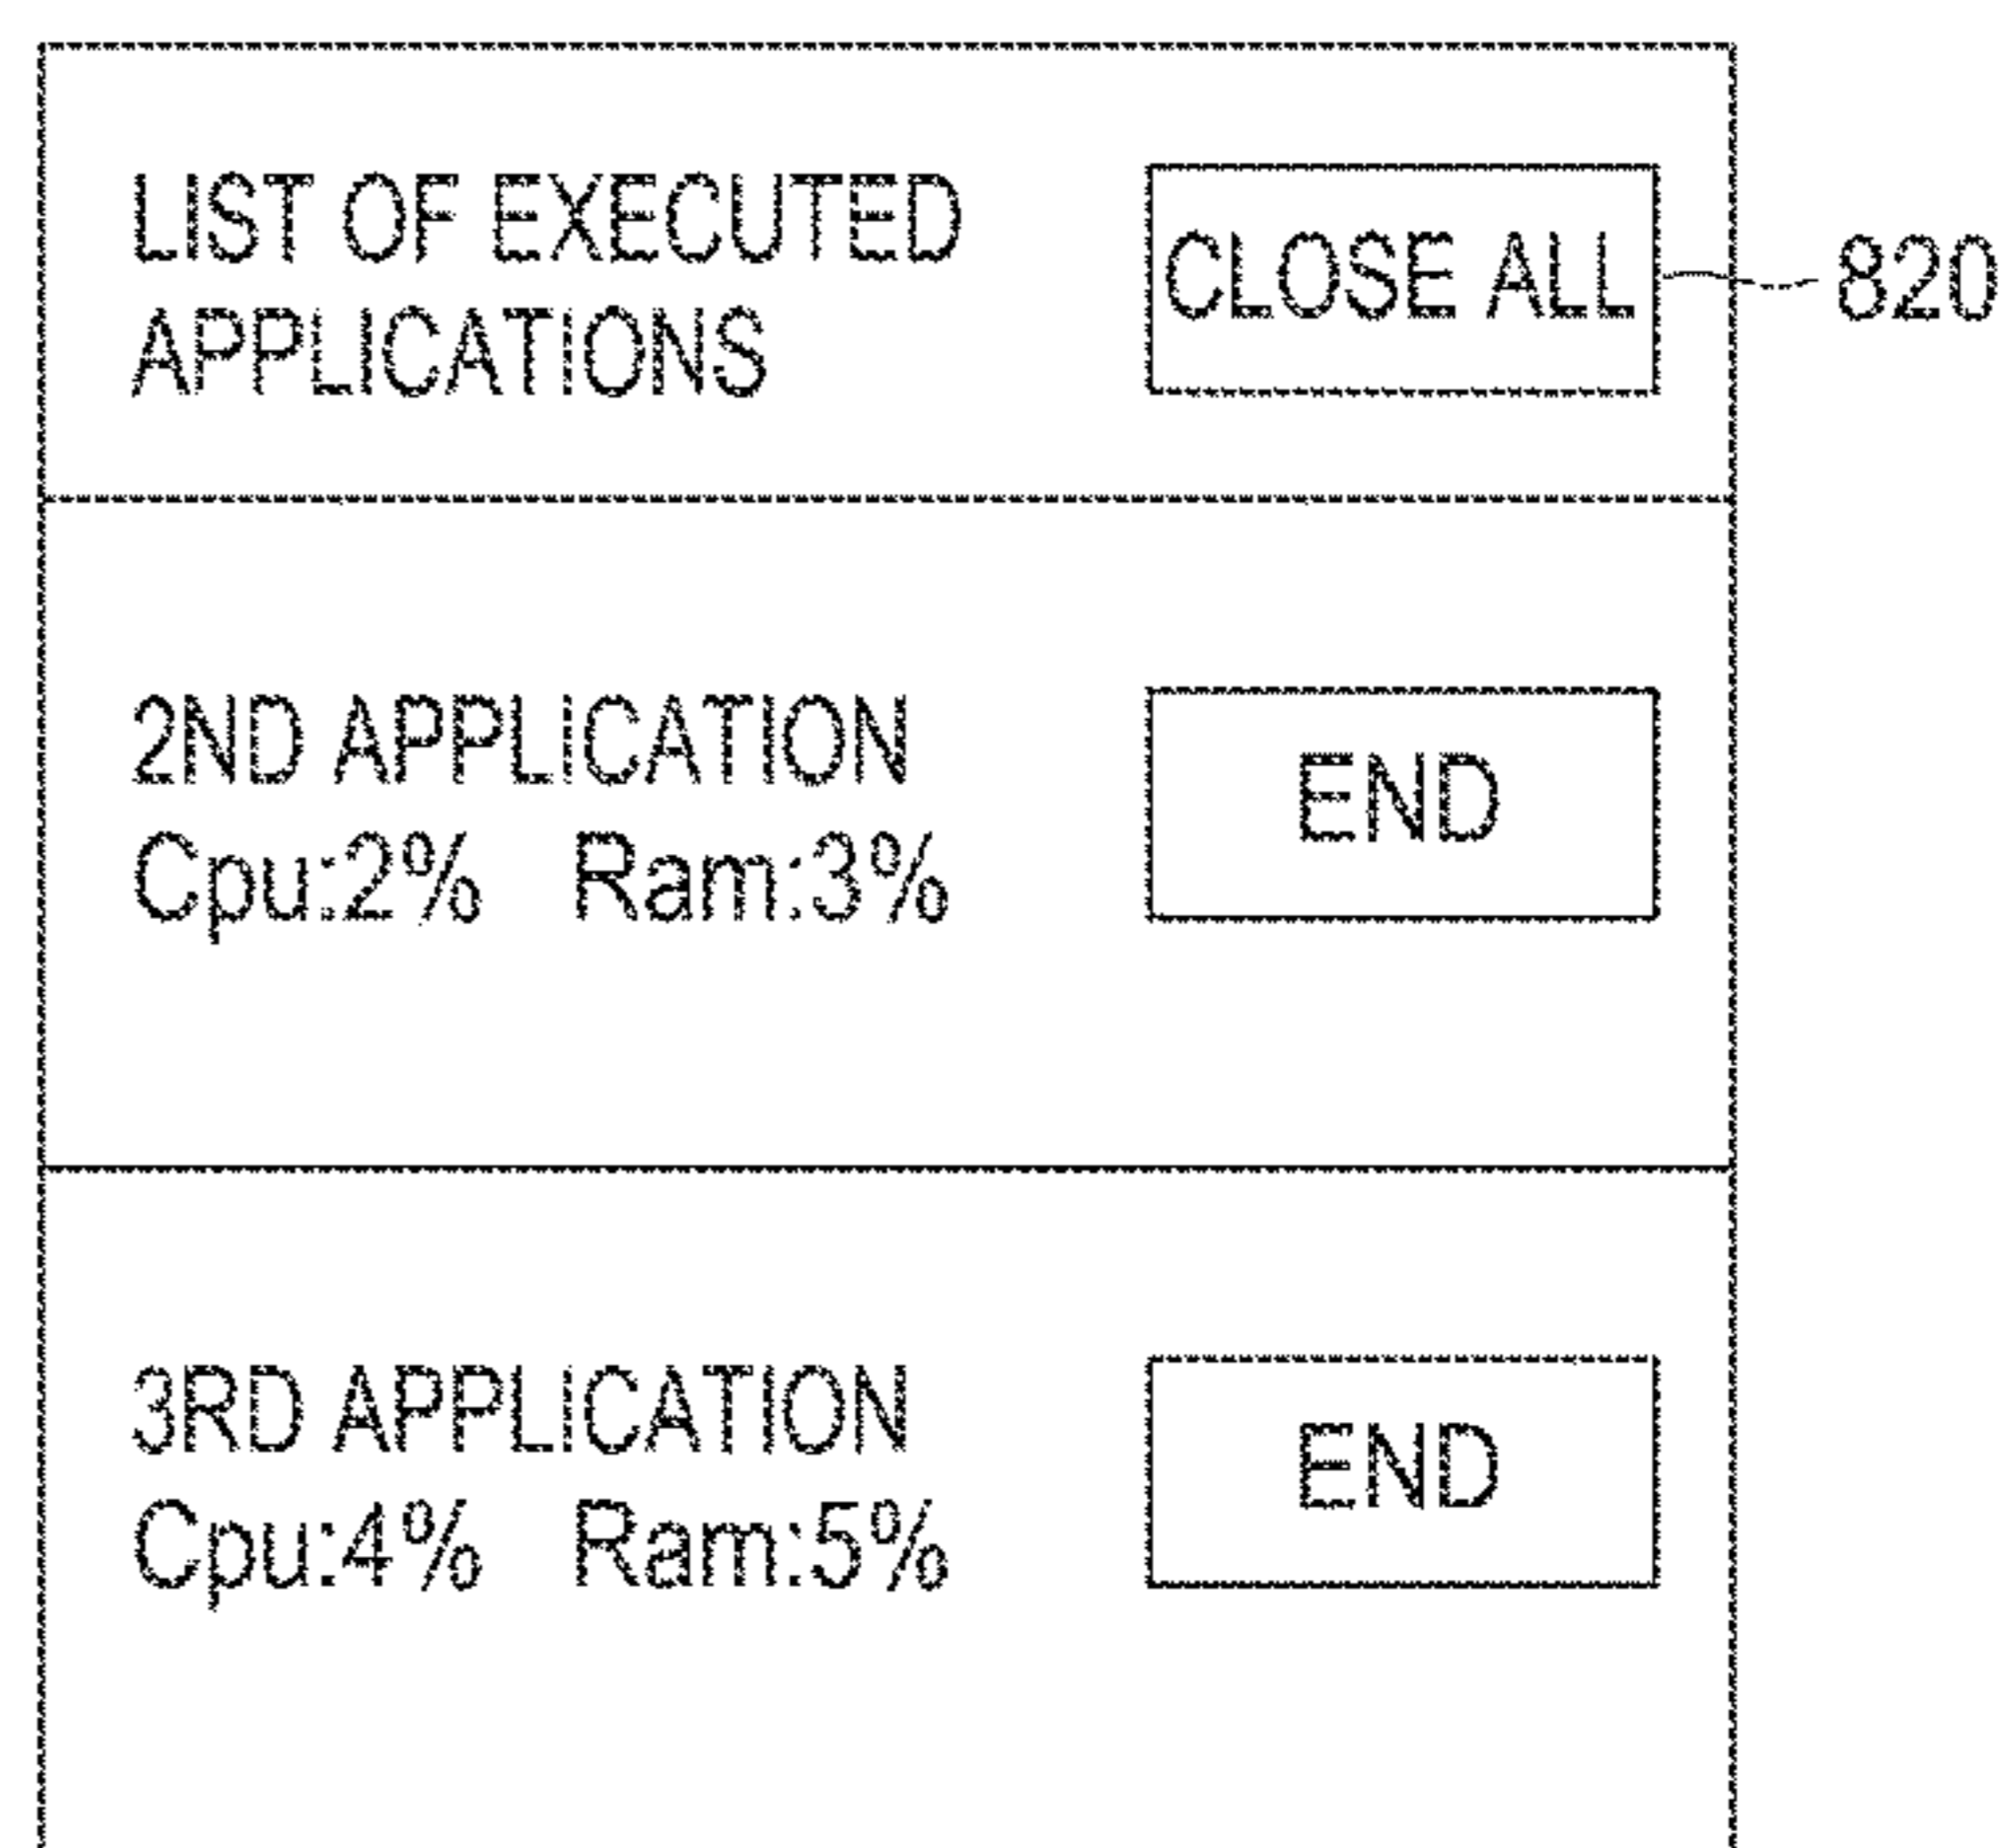 LIST OF EXECUTED
APPLICATIONS
CLOSE ALL
820
2ND APPLICATION
Cpu:2% Ram:3%
END
3RD APPLICATION
Cpu:4% Ram:5%
END